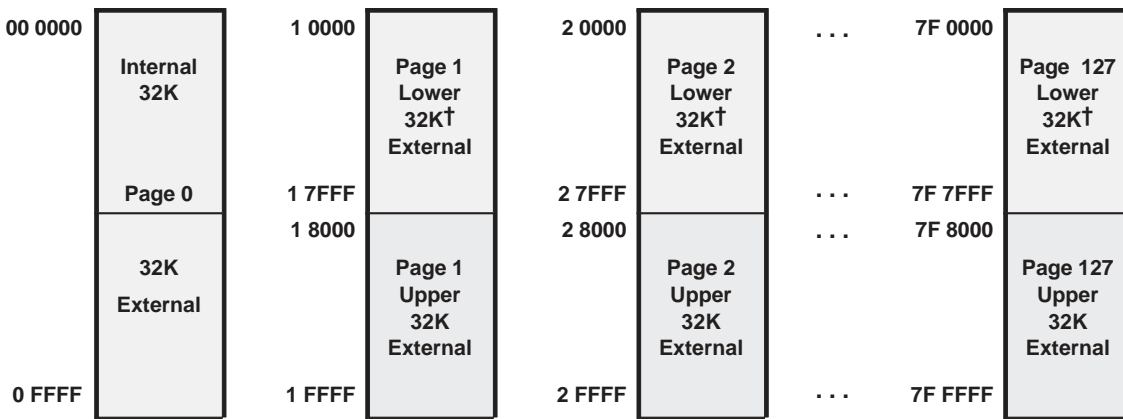 00 0000
Internal
32K
Page 0
32K
External
0 FFFF
1 0000
Page 1
Lower
32K†
External
1 7FFF
1 8000
Page 1
Upper
32K
External
1 FFFF
2 0000
Page 2
Lower
32K†
External
2 7FFF
2 8000
Page 2
Upper
32K
External
2 FFFF
. . .
. . .
. . .
. . .
7F 0000
Page 127
Lower
32K†
External
7F 7FFF
7F 8000
Page 127
Upper
32K
External
7F FFFF